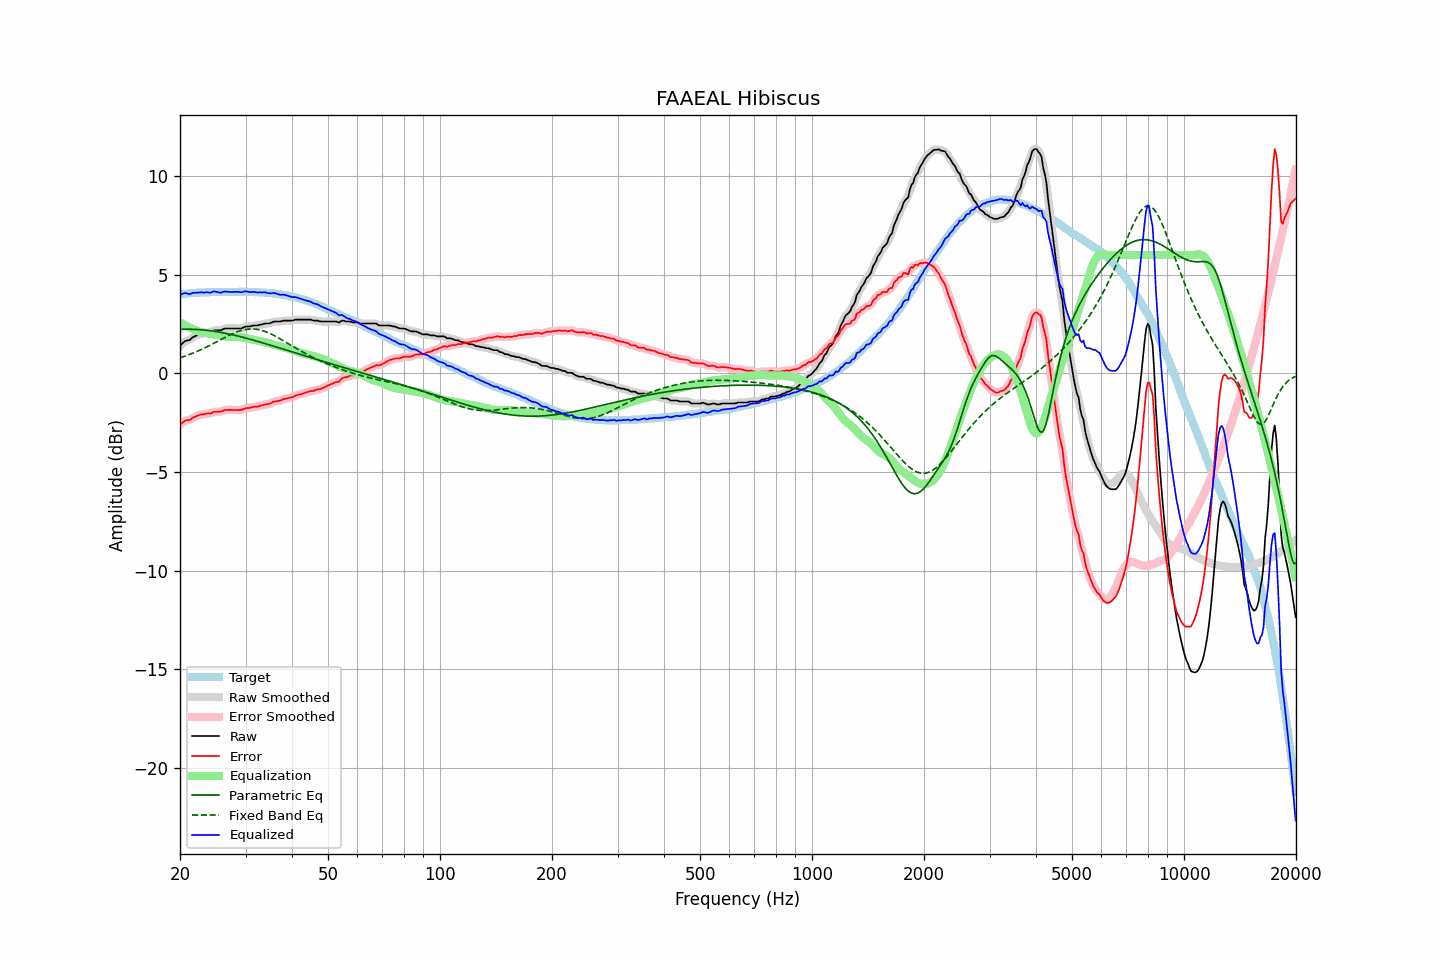 FAAEAL Hibiscus
Amplitude (dBr)
10
5
0
−5
−10
−15
−20
Target
Raw Smoothed
Error Smoothed
Raw
Error
Equalization
Parametric Eq
Fixed Band Eq
Equalized
20 50 100 200 500 1000 2000 5000 10000 20000
Frequency (Hz)